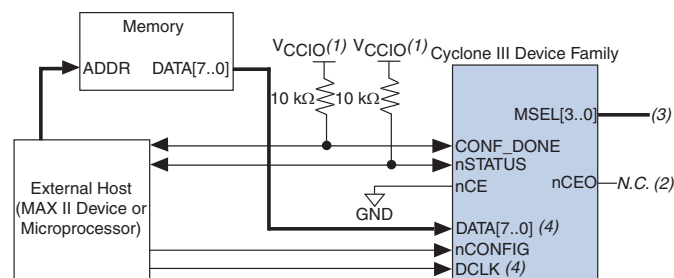 Memory
ADDR DATA[7..0]
VCCIO(1) VCCIO(1)
Cyclone III Device Family
10 kΩ 10 kΩ
MSEL[3..0] (3)
CONF_DONE
nSTATUS
nCE nCEO N.C. (2)
GND
External Host
(MAX II Device or
Microprocessor)
DATA[7..0] (4)
nCONFIG
DCLK (4)